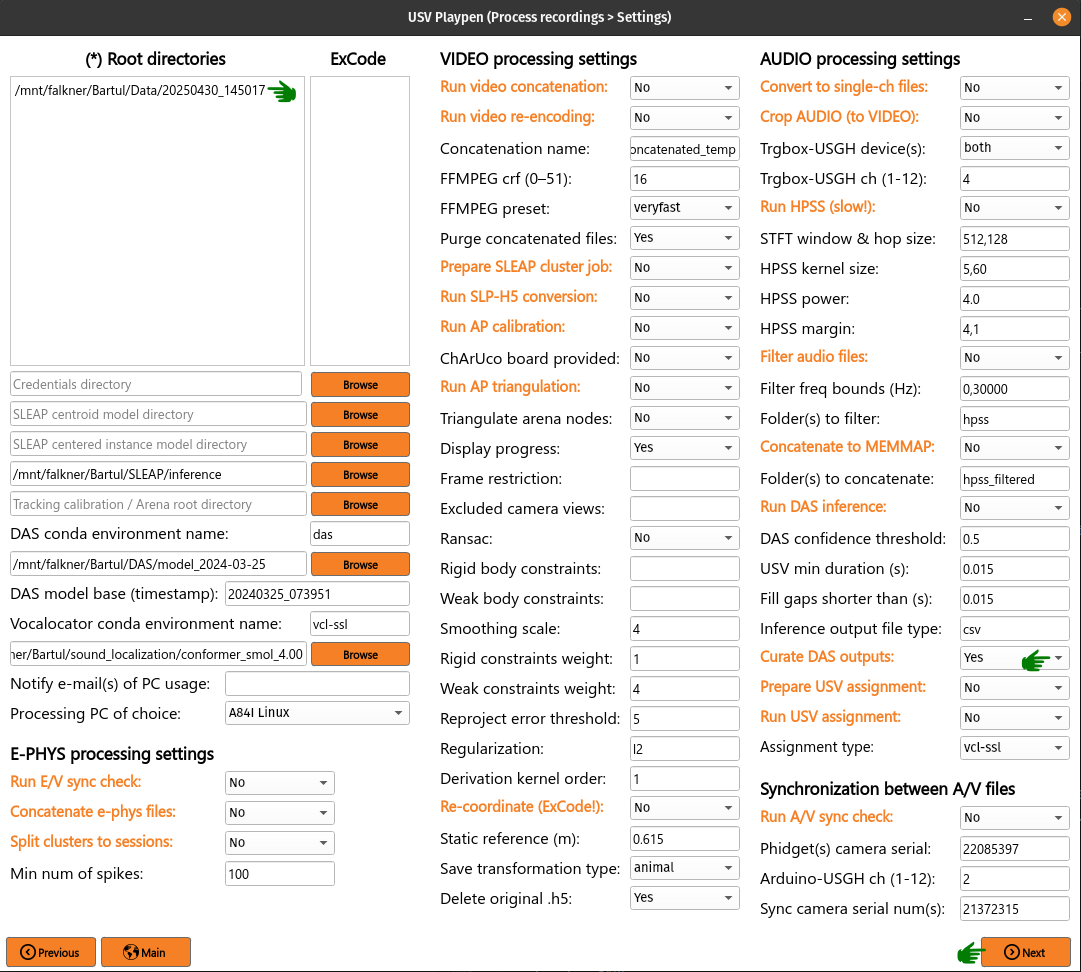 USV Playpen (Process recordings > Settings)
(*) Root directories
ExCode
/mnt/falkner/Bartul/Data/20250430_145017
Credentials directory
Browse
SLEAP centroid model directory
Browse
SLEAP centered instance model directory
Browse
/mnt/falkner/Bartul/SLEAP/inference
Browse
Tracking calibration / Arena root directory
Browse
DAS conda environment name:
das
/mnt/falkner/Bartul/DAS/model_2024-03-25
Browse
DAS model base (timestamp):
20240325_073951
Vocalocator conda environment name:
vcl-ssl
ner/Bartul/sound_localization/conformer_smol_4.00
Browse
Notify e-mail(s) of PC usage:
Processing PC of choice:
A84I Linux
E-PHYS processing settings
Run E/V sync check:
No
Concatenate e-phys files:
No
Split clusters to sessions:
No
Min num of spikes:
100
VIDEO processing settings
Run video concatenation:
No
Run video re-encoding:
No
Concatenation name:
oncatenated_temp
FFMPEG crf (0–51):
16
FFMPEG preset:
veryfast
Purge concatenated files:
Yes
Prepare SLEAP cluster job:
No
Run SLP-H5 conversion:
No
Run AP calibration:
No
ChArUco board provided:
No
Run AP triangulation:
No
Triangulate arena nodes:
No
Display progress:
Yes
Frame restriction:
Excluded camera views:
Ransac:
No
Rigid body constraints:
Weak body constraints:
Smoothing scale:
4
Rigid constraints weight:
1
Weak constraints weight:
4
Reproject error threshold:
5
Regularization:
l2
Derivation kernel order:
1
Re-coordinate (ExCode!):
No
Static reference (m):
0.615
Save transformation type:
animal
Delete original .h5:
Yes
AUDIO processing settings
Convert to single-ch files:
No
Crop AUDIO (to VIDEO):
No
Trgbox-USGH device(s):
both
Trgbox-USGH ch (1-12):
4
Run HPSS (slow!):
No
STFT window & hop size:
512,128
HPSS kernel size:
5,60
HPSS power:
4.0
HPSS margin:
4,1
Filter audio files:
No
Filter freq bounds (Hz):
0,30000
Folder(s) to filter:
hpss
Concatenate to MEMMAP:
No
Folder(s) to concatenate:
hpss_filtered
Run DAS inference:
No
DAS confidence threshold:
0.5
USV min duration (s):
0.015
Fill gaps shorter than (s):
0.015
Inference output file type:
csv
Curate DAS outputs:
Yes
Prepare USV assignment:
No
Run USV assignment:
No
Assignment type:
vcl-ssl
Synchronization between A/V files
Run A/V sync check:
No
Phidget(s) camera serial:
22085397
Arduino-USGH ch (1-12):
2
Sync camera serial num(s):
21372315
Previous
Main
Next